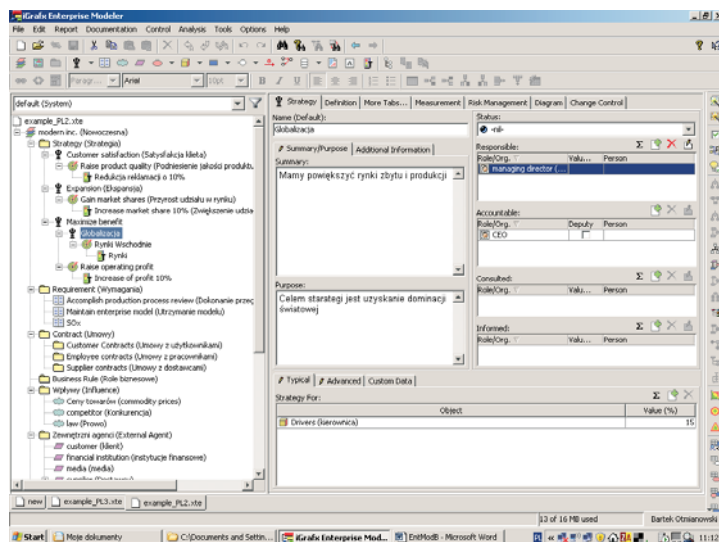 iGrafx Enterprise Modeler
File Edit Report Documentation Control Analysis Tools Options Help
Paragr... Arial 10pt B I U
default (System)
example_PL2.xte
modern inc. (Nowoczesna)
Strategy (Strategia)
Customer satisfaction (Satysfakcja klieta)
Raise product quality (Podniesienie jakości produktu
Redukcja reklamacji o 10%
Expansion (Ekspansja)
Gain market shares (Przyrost udziału w rynku)
Increase market share 10% (Zwiększenie udzia
Maximize benefit
Globalizacja
Rynki Wschodnie
Rynki
Raise operating profit
Increase of profit 10%
Requirement (Wymagania)
Accomplish production process review (Dokonanie przeg
Maintain enterprise model (Utrzymanie modelu)
SOx
Contract (Umowy)
Customer Contracts (Umowy z użytkownikami)
Employee contracts (Umowy z pracownikami)
Supplier contracts (Umowy z dostawcami)
Business Rule (Role biznesowe)
Wpływy (Influence)
Ceny towarów (commodity prices)
competitor (Konkurencja)
law (Prawo)
Zewnętrzni agenci (External Agent)
customer (klient)
financial institution (instytucje finansowe)
media (media)
supplier (Dostawcy)
Strategy Definition More Tabs... Measurement Risk Management Diagram Change Control
Name (Default):
Globalizacja
Summary/Purpose Additional Information
Summary:
Mamy powiększyć rynki zbytu i produkcji
Purpose:
Celem starategi jest uzyskanie dominacji
światowej
Status:
-nil-
Responsible:
Role/Org. Valu... Person
managing director (...
Accountable:
Role/Org. Deputy Person
CEO
Consulted:
Role/Org. Valu... Person
Informed:
Role/Org. Valu... Person
Typical Advanced Custom Data
Strategy For:
Object Value (%)
Drivers (kierownica) 15
new example_PL3.xte example_PL2.xte
13 of 16 MB used Bartek Otmianowski
Start Moje dokumenty C:\Documents and Settin... iGrafx Enterprise Mod... EntModB - Microsoft Word 11:12